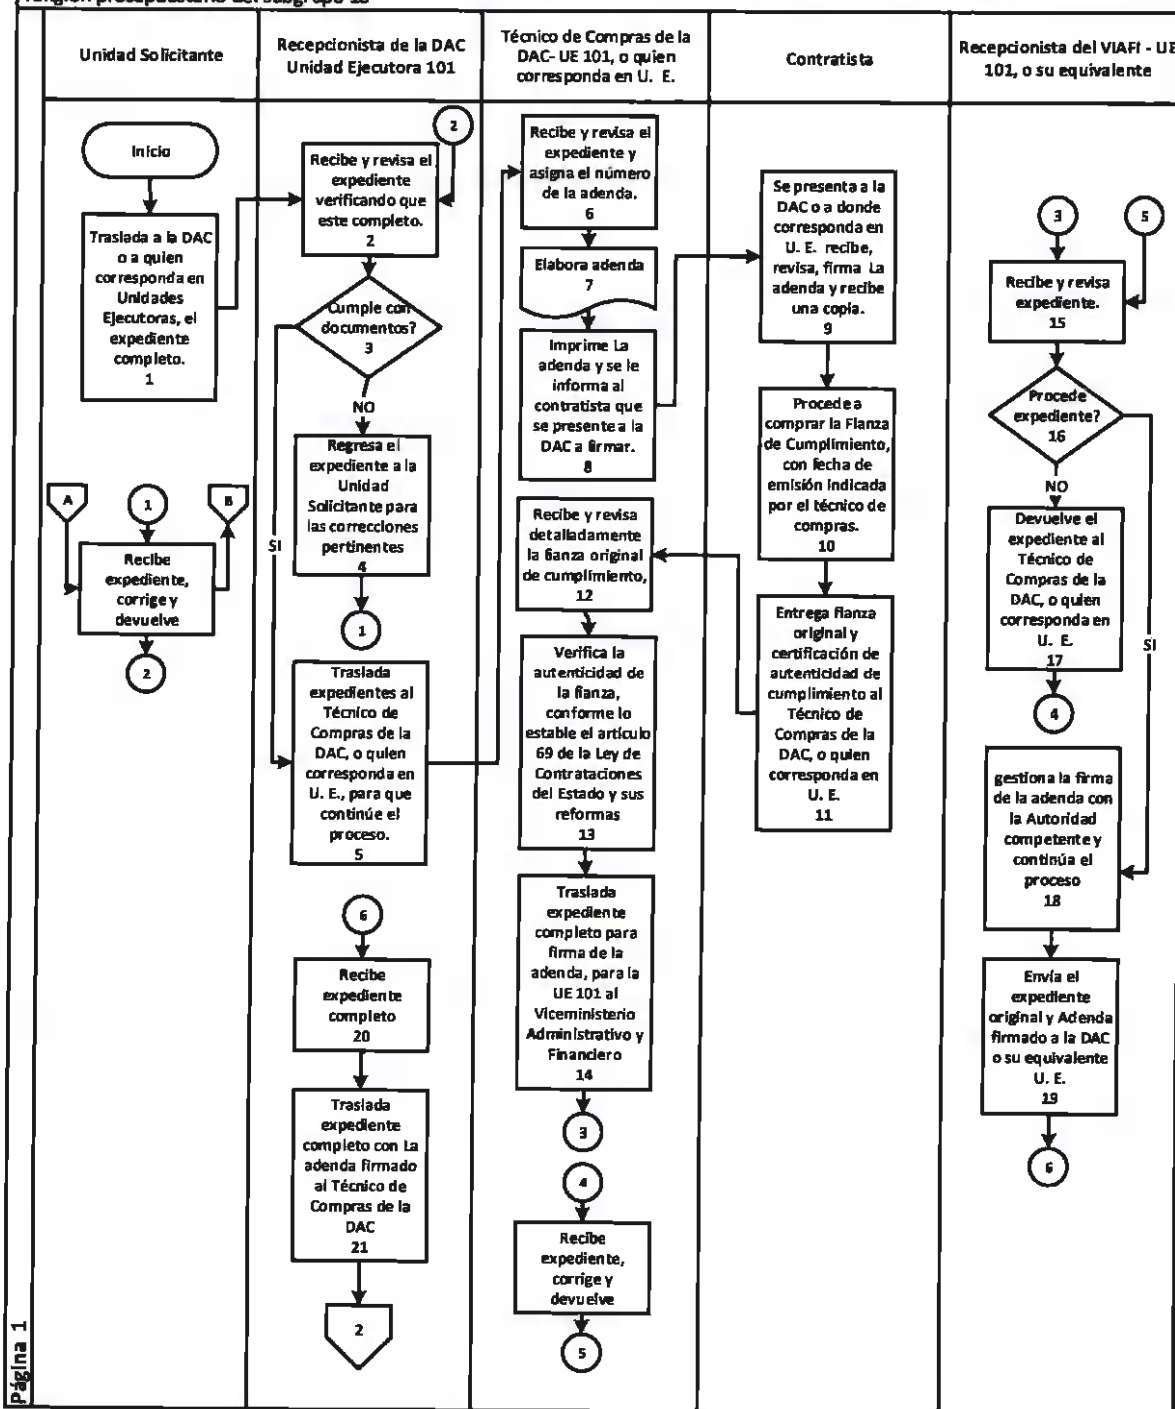 y renglón presupuestario del subgrupo 18
Unidad Solicitante
Recepcionista de la DAC
Unidad Ejecutora 101
Técnico de Compras de la
DAC- UE 101, o quien
corresponda en U. E.
Contratista
Recepcionista del VIAFI - UE
101, o su equivalente
Inicio
Traslada a la DAC
o a quien
corresponda en
Unidades
Ejecutoras, el
expediente
completo.
1
A
1
B
Recibe
expediente,
corrige y
devuelve
2
2
Recibe y revisa el
expediente
verificando que
este completo.
2
Cumple con
documentos?
3
NO
SI
Regresa el
expediente a la
Unidad
Solicitante para
las correcciones
pertinentes
4
1
Traslada
expedientes al
Técnico de
Compras de la
DAC, o quien
corresponda en
U. E., para que
continúe el
proceso.
5
6
Recibe
expediente
completo
20
Traslada
expediente
completo con La
adenda firmado
al Técnico de
Compras de la
DAC
21
2
Recibe y revisa el
expediente y
asigna el número
de la adenda.
6
Elabora adenda
7
Imprime La
adenda y se le
informa al
contratista que
se presente a la
DAC a firmar.
8
Recibe y revisa
detalladamente
la fianza original
de cumplimiento,
12
Verifica la
autenticidad de
la fianza,
conforme lo
estable el artículo
69 de la Ley de
Contrataciones
del Estado y sus
reformas
13
Traslada
expediente
completo para
firma de la
adenda, para la
UE 101 al
Viceministerio
Administrativo y
Financiero
14
3
4
Recibe
expediente,
corrige y
devuelve
5
Se presenta a la
DAC o a donde
corresponda en
U. E. recibe,
revisa, firma La
adenda y recibe
una copia.
9
Procede a
comprar la Fianza
de Cumplimiento,
con fecha de
emisión indicada
por el técnico de
compras.
10
Entrega fianza
original y
certificación de
autenticidad de
cumplimiento al
Técnico de
Compras de la
DAC, o quien
corresponda en
U. E.
11
3
5
Recibe y revisa
expediente.
15
Procede
expediente?
16
NO
SI
Devuelve el
expediente al
Técnico de
Compras de la
DAC, o quien
corresponda en
U. E.
17
4
gestiona la firma
de la adenda con
la Autoridad
competente y
continúa el
proceso
18
Envía el
expediente
original y Adenda
firmado a la DAC
o su equivalente
U. E.
19
6
Página 1